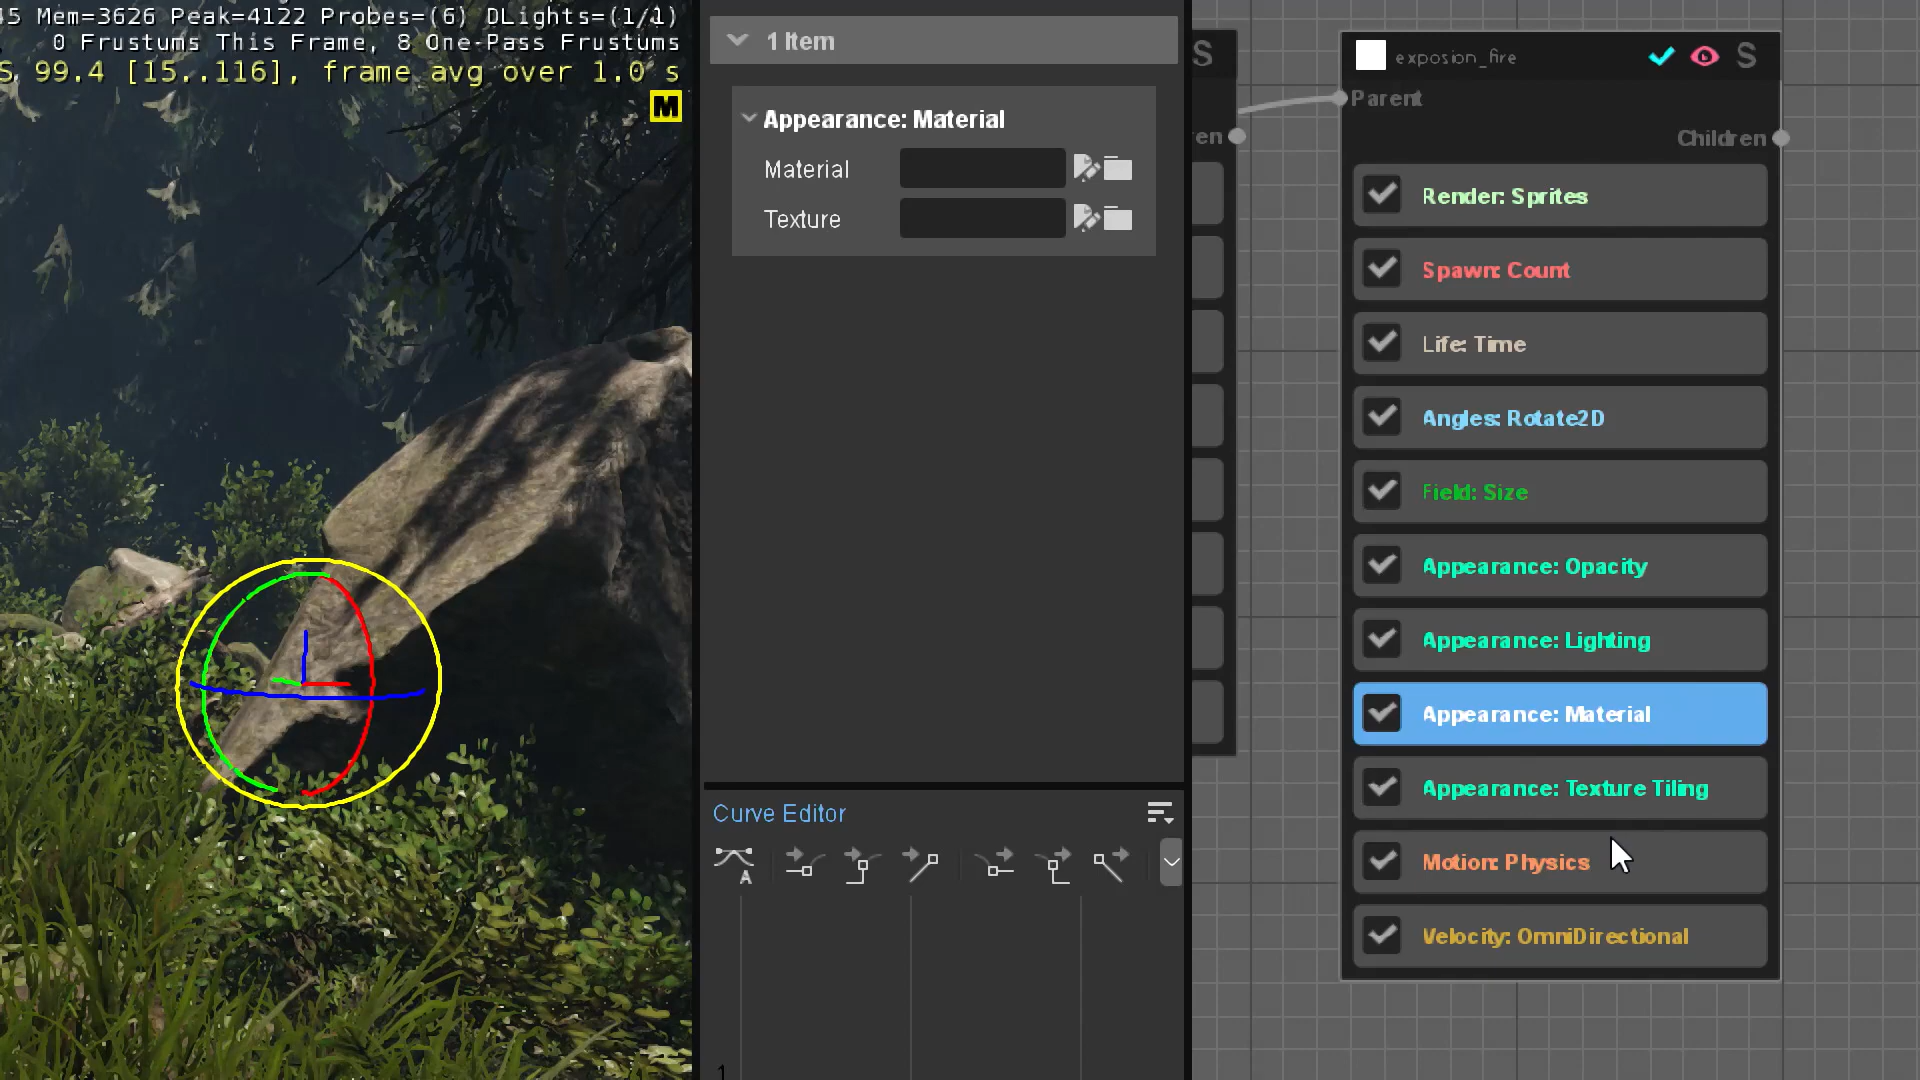 45 Mem=3626 Peak=4122 Probes=(6) DLights=(1/1)
0 Frustums This Frame, 8 One-Pass Frustums
S 99.4 [15..116], frame avg over 1.0 s
M
1 Item
Appearance: Material
Material
Texture
Curve Editor
A
1
S
en
exposion_fire
S
Parent
Children
Render: Sprites
Spawn: Count
Life: Time
Angles: Rotate2D
Field: Size
Appearance: Opacity
Appearance: Lighting
Appearance: Material
Appearance: Texture Tiling
Motion: Physics
Velocity: OmniDirectional